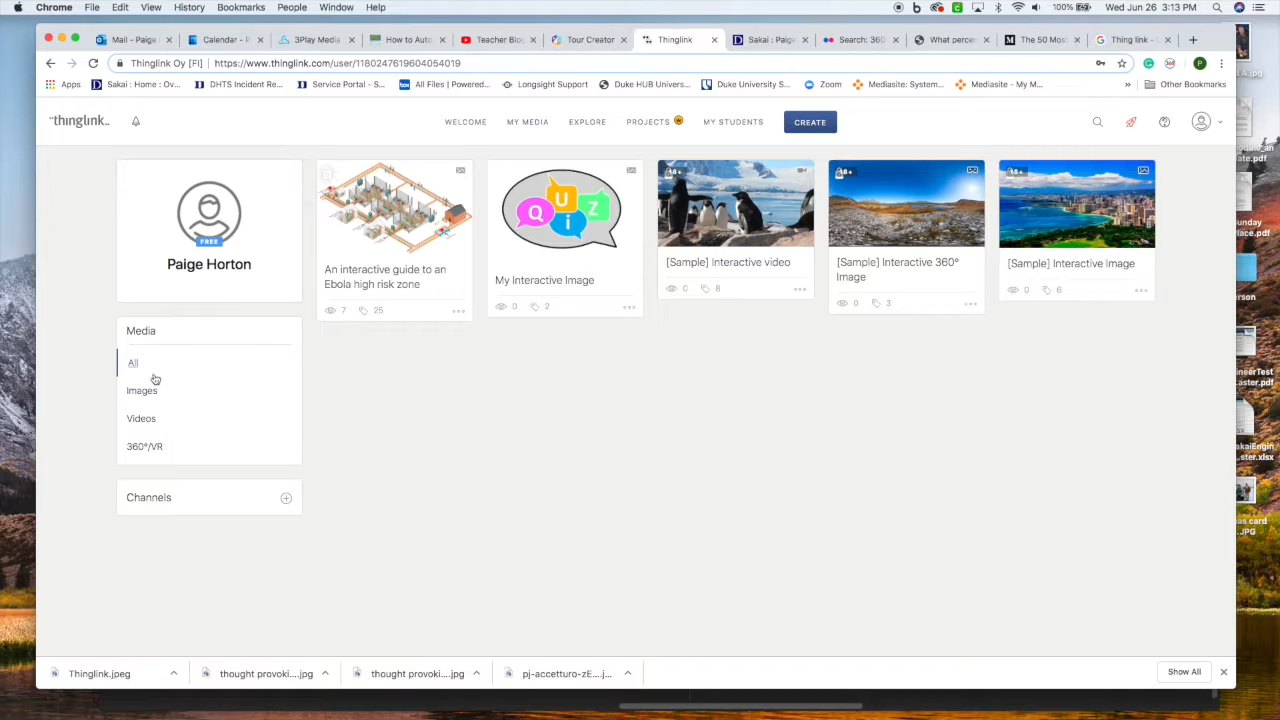 Chrome File Edit View History Bookmarks People Window Help 100% Wed Jun 26 3:13 PM
Mail - Paige Calendar - P 3Play Media How to Auto Teacher Blog Tour Creator Thinglink Sakai : Paige Search: 360 What percen The 50 Most Thing link -
Thinglink Oy [FI] https://www.thinglink.com/user/1180247619604054019
Apps Sakai : Home : Ov... DHTS Incident Re... Service Portal - S... All Files | Powered... Longsight Support Duke HUB Univers... Duke University S... Zoom Mediasite: System... Mediasite - My M... » Other Bookmarks
thinglink.. WELCOME MY MEDIA EXPLORE PROJECTS MY STUDENTS CREATE
FREE
Paige Horton
Media
All
Images
Videos
360°/VR
Channels
An interactive guide to an
Ebola high risk zone
7 25
QUiZ
My Interactive Image
0 2
18+
[Sample] Interactive video
0 8
18+
[Sample] Interactive 360°
Image
0 3
18+
[Sample] Interactive Image
0 6
Thinglink.jpeg thought provoki....jpg thought provoki....jpg pj-accetturo-zE....j... Show All